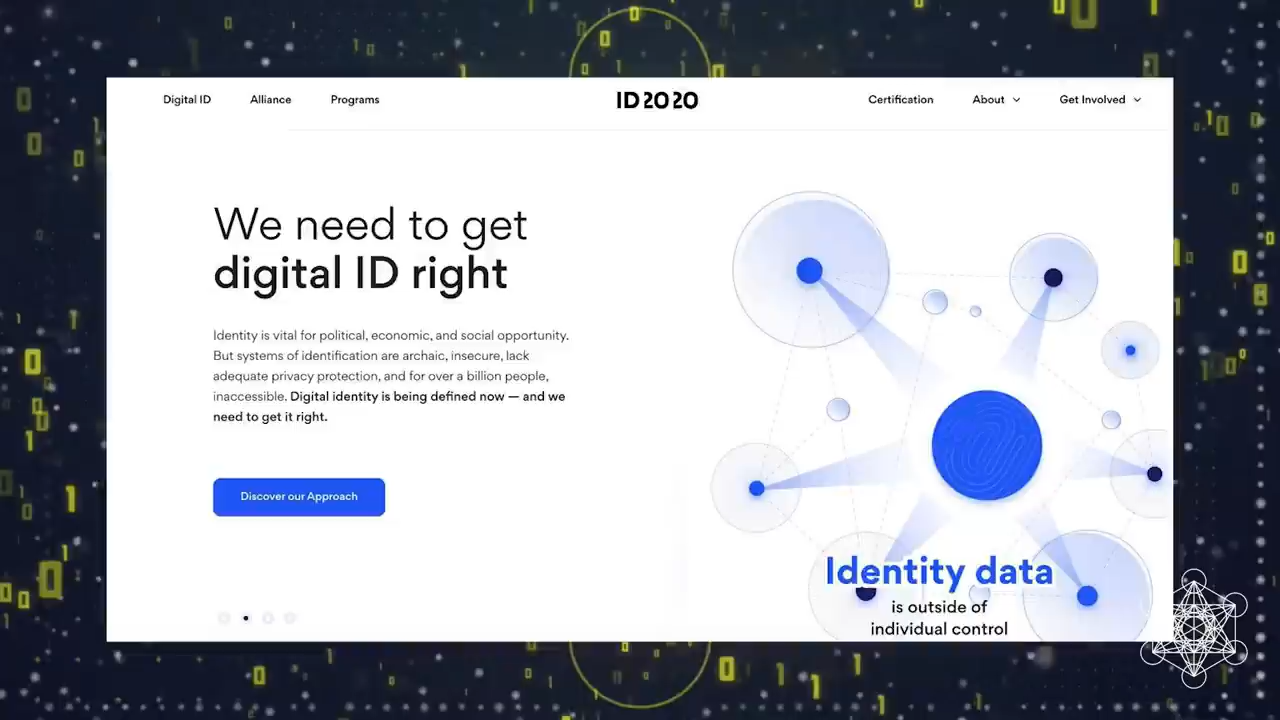 Digital ID Alliance Programs ID2020 Certification About Get Involved
We need to get
digital ID right
Identity is vital for political, economic, and social opportunity.
But systems of identification are archaic, insecure, lack
adequate privacy protection, and for over a billion people,
inaccessible. Digital identity is being defined now — and we
need to get it right.
Discover our Approach
Identity data
is outside of
individual control